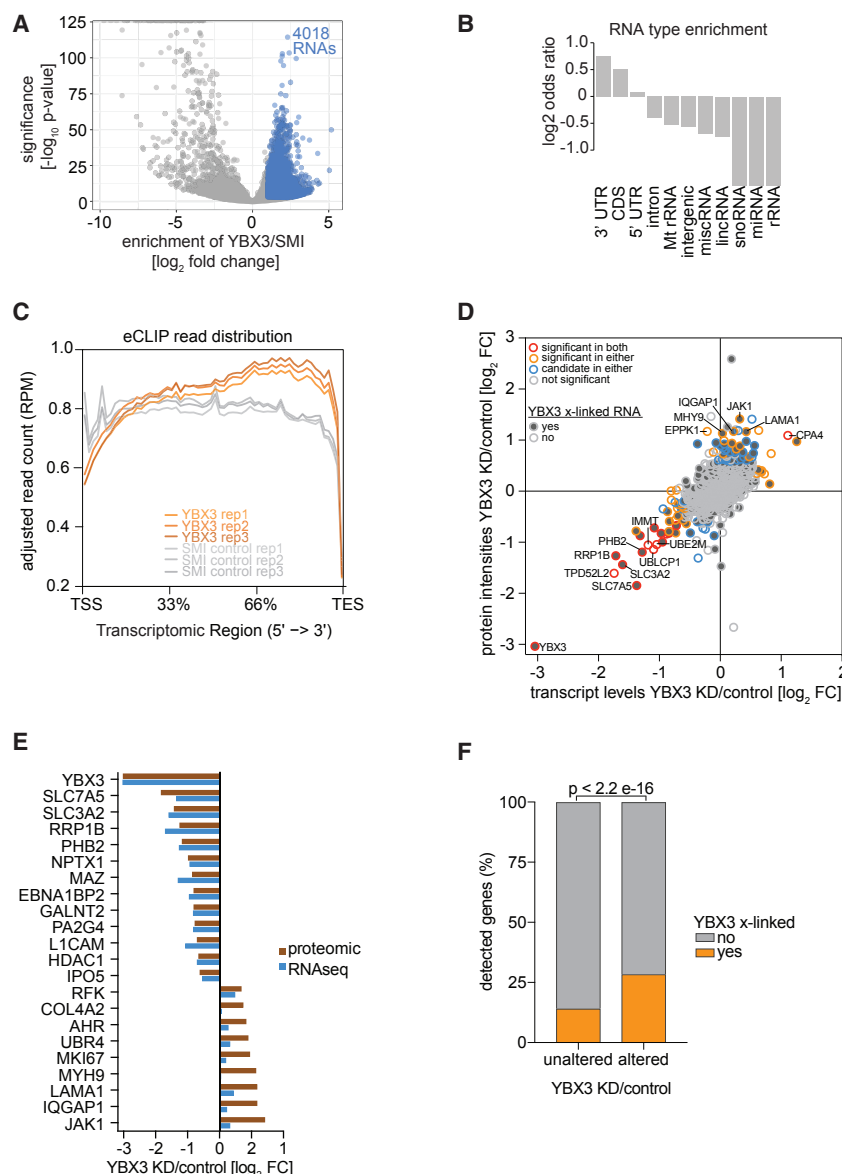 A
125
100
75
50
25
0
-10
-5
0
5
significance
[-log10 p-value]
4018
RNAs
enrichment of YBX3/SMI
[log2 fold change]
B
RNA type enrichment
log2 odds ratio
1.0
0.5
0.0
-0.5
-1.0
3' UTR
CDS
5' UTR
intron
Mt rRNA
intergenic
miscRNA
lincRNA
snoRNA
miRNA
rRNA
C
eCLIP read distribution
adjusted read count (RPM)
1.0
0.8
0.6
0.4
0.2
YBX3 rep1
YBX3 rep2
YBX3 rep3
SMI control rep1
SMI control rep2
SMI control rep3
TSS
33%
66%
TES
Transcriptomic Region (5' −> 3')
D
protein intensities YBX3 KD/control [log2 FC]
3
2
1
0
-1
-2
-3
significant in both
significant in either
candidate in either
not significant
YBX3 x-linked RNA
yes
no
IQGAP1
JAK1
MHY9
LAMA1
EPPK1
CPA4
IMMT
PHB2
UBE2M
RRP1B
UBLCP1
TPD52L2
SLC3A2
SLC7A5
YBX3
-3
-2
-1
0
1
2
transcript levels YBX3 KD/control [log2 FC]
E
YBX3
SLC7A5
SLC3A2
RRP1B
PHB2
NPTX1
MAZ
EBNA1BP2
GALNT2
PA2G4
L1CAM
HDAC1
IPO5
RFK
COL4A2
AHR
UBR4
MKI67
MYH9
LAMA1
IQGAP1
JAK1
proteomic
RNAseq
-3
-2
-1
0
2
1
YBX3 KD/control [log2 FC]
F
p < 2.2 e-16
detected genes (%)
100
75
50
25
0
YBX3 x-linked
no
yes
unaltered altered
YBX3 KD/control